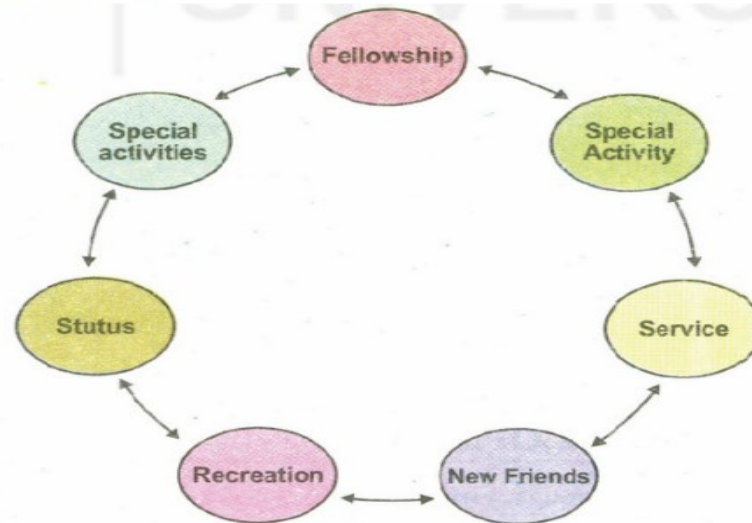 Fellowship
Special
activities
Special
Activity
Stutus
Service
Recreation
New Friends